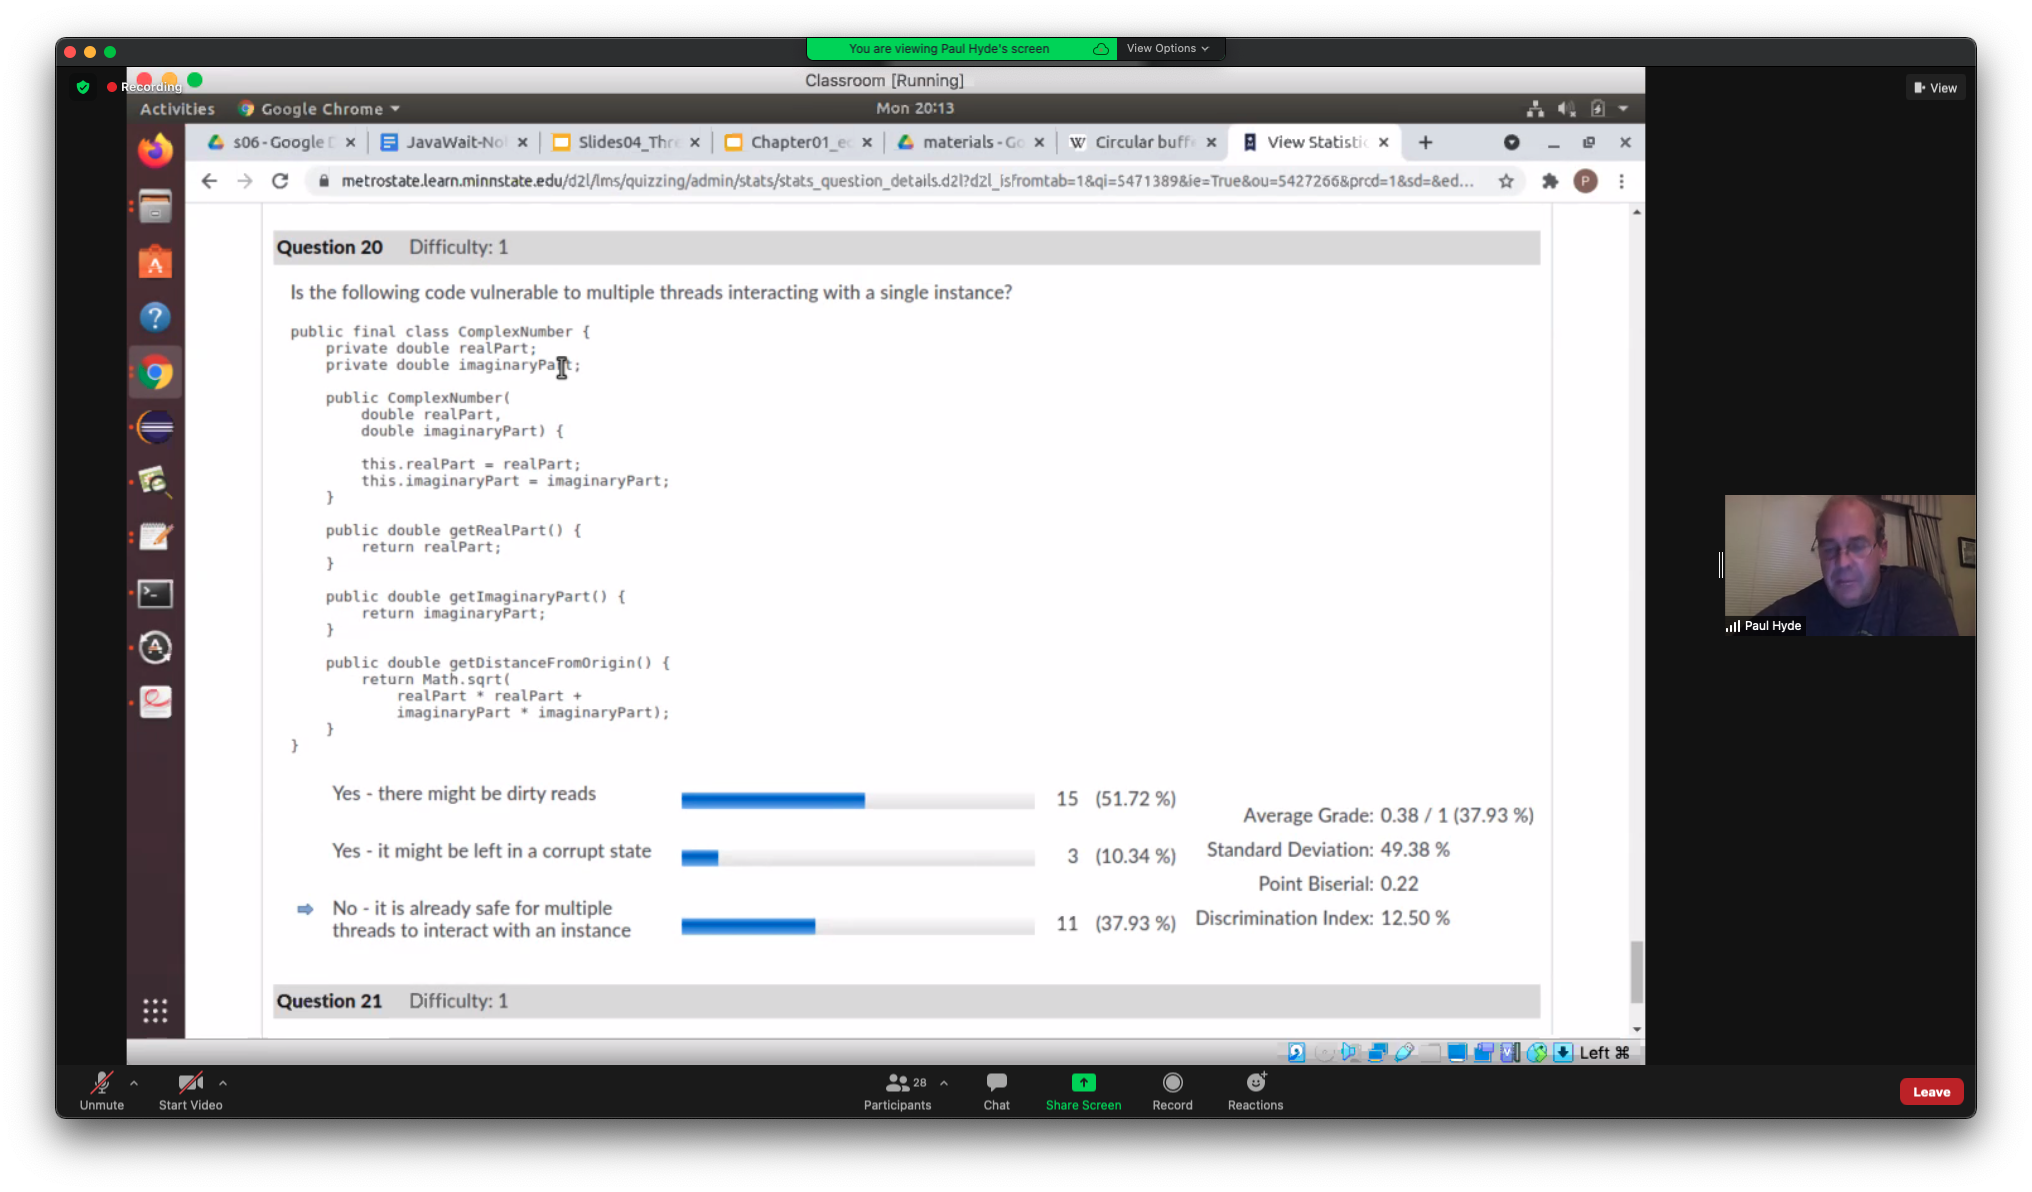 You are viewing Paul Hyde's screen
View Options
Recording
View
Classroom [Running]
Activities
Google Chrome
Mon 20:13
s06 - Google
JavaWait-No
Slides04_Thr
Chapter01_e
materials - Go
Circular buff
View Statistic
metrostate.learn.minnstate.edu/d2l/lms/quizzing/admin/stats/stats_question_details.d2l?d2l_isfromtab=1&qi=5471389&ie=True&ou=5427266&prcd=1&sd=&ed...
P
Question 20 Difficulty: 1
Is the following code vulnerable to multiple threads interacting with a single instance?
public final class ComplexNumber {
private double realPart;
private double imaginaryPart;
public ComplexNumber(
double realPart,
double imaginaryPart) {
this.realPart = realPart;
this.imaginaryPart = imaginaryPart;
}
public double getRealPart() {
return realPart;
}
public double getImaginaryPart() {
return imaginaryPart;
}
public double getDistanceFromOrigin() {
return Math.sqrt(
realPart * realPart +
imaginaryPart * imaginaryPart);
}
}
Yes - there might be dirty reads 15 (51.72 %)
Yes - it might be left in a corrupt state 3 (10.34 %)
No - it is already safe for multiple
threads to interact with an instance 11 (37.93 %)
Average Grade: 0.38 / 1 (37.93 %)
Standard Deviation: 49.38 %
Point Biserial: 0.22
Discrimination Index: 12.50 %
Question 21 Difficulty: 1
Left ⌘
Paul Hyde
Unmute
Start Video
28
Participants
Chat
Share Screen
Record
Reactions
Leave